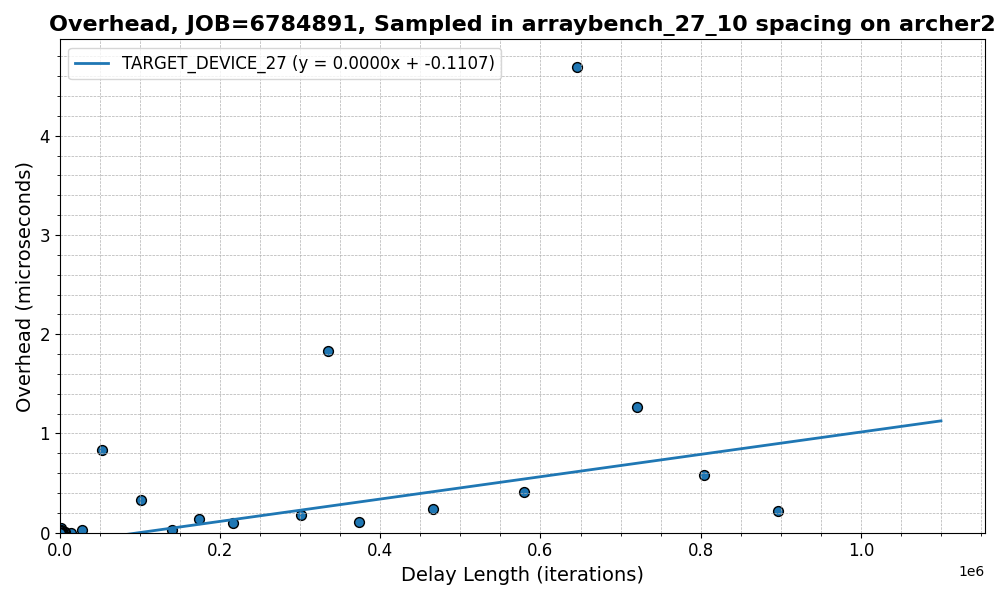 Overhead, JOB=6784891, Sampled in arraybench_27_10 spacing on archer2
TARGET_DEVICE_27 (y = 0.0000x + -0.1107)
Overhead (microseconds)
4
3
2
1
0
0.0 0.2 0.4 0.6 0.8 1.0
1e6
Delay Length (iterations)